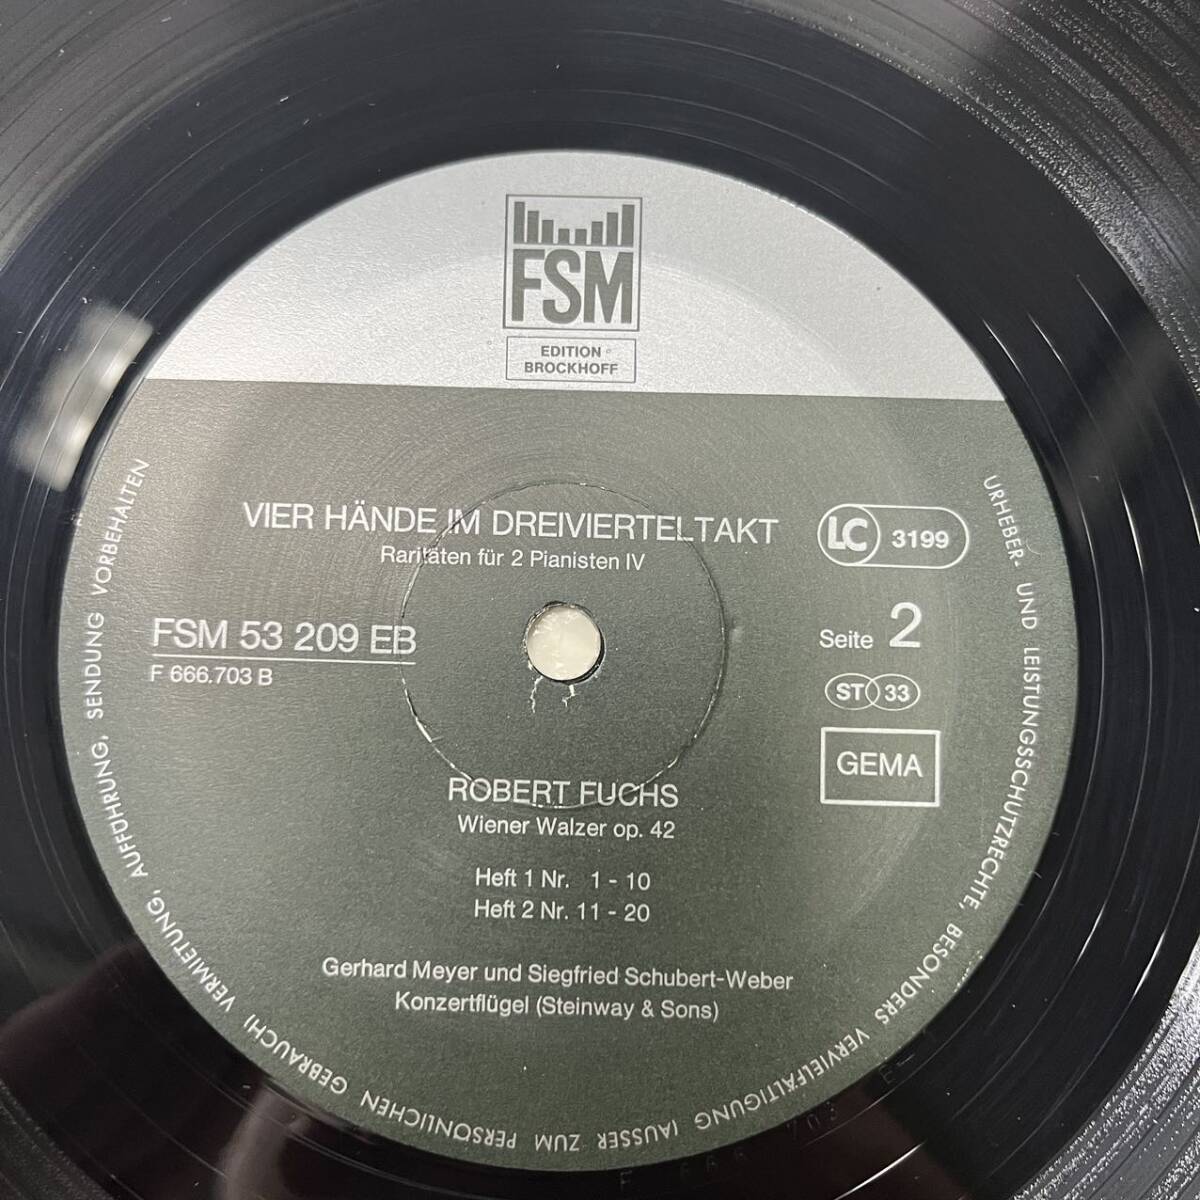 FSM
EDITION
BROCKHOFF
VIER HÄNDE IM DREIVIERTELTAKT
Raritäten für 2 Pianisten IV
LC 3199
FSM 53 209 EB
F 666.703 B
Seite 2
ST 33
GEMA
ROBERT FUCHS
Wiener Walzer op. 42
Heft 1 Nr. 1 - 10
Heft 2 Nr. 11 - 20
Gerhard Meyer und Siegfried Schubert-Weber
Konzertflügel (Steinway & Sons)
URHEBER- UND LEISTUNGSSCHUTZRECHTE, BESONDERS VERVIELFÄLTIGUNG (AUSSER ZUM PERSÖNLICHEN GEBRAUCH) VERMIETUNG, AUFFÜHRUNG, SENDUNG VORBEHALTEN